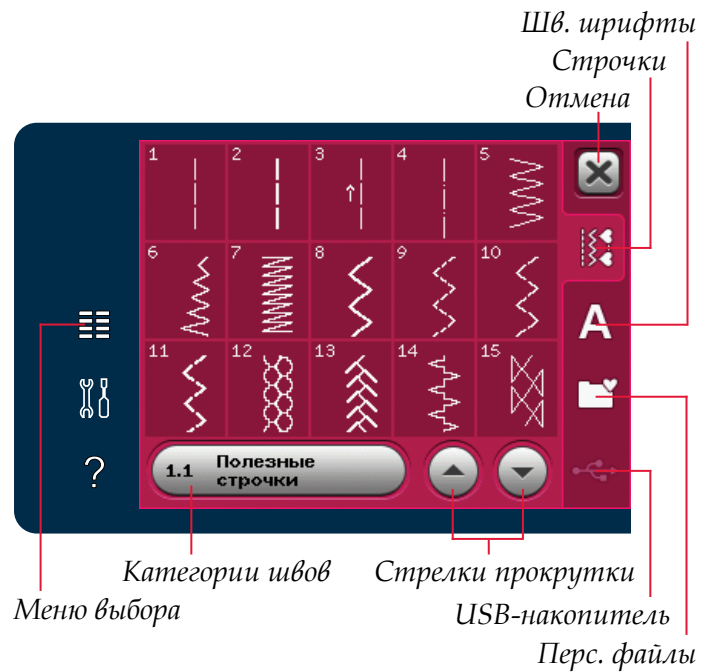 Шв. шрифты
Строчки
Отмена
1 2 3 4 5
6 7 8 9 10
A
11 12 13 14 15
?
1.1 Полезные
строчки
Категории швов Стрелки прокрутки
Меню выбора USB-накопитель
Перс. файлы